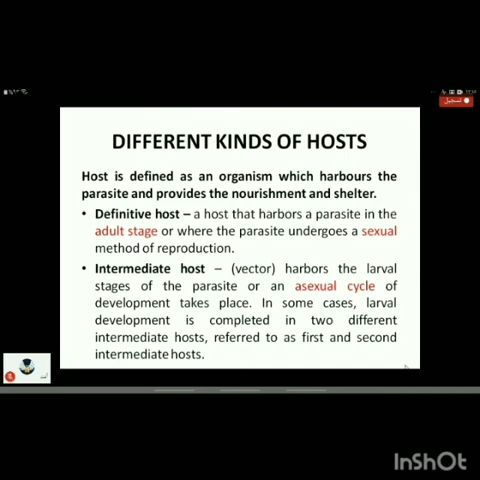 تسجيل
DIFFERENT KINDS OF HOSTS
Host is defined as an organism which harbours the
parasite and provides the nourishment and shelter.
• Definitive host – a host that harbors a parasite in the
adult stage or where the parasite undergoes a sexual
method of reproduction.
• Intermediate host – (vector) harbors the larval
stages of the parasite or an asexual cycle of
development takes place. In some cases, larval
development is completed in two different
intermediate hosts, referred to as first and second
intermediate hosts.
InShOt